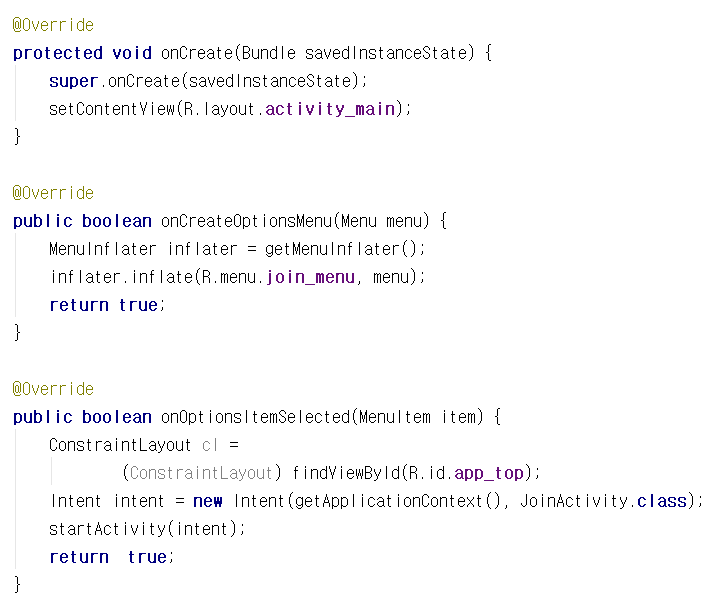 @Override
protected void onCreate(Bundle savedInstanceState) {
    super.onCreate(savedInstanceState);
    setContentView(R.layout.activity_main);
}

@Override
public boolean onCreateOptionsMenu(Menu menu) {
    MenuInflater inflater = getMenuInflater();
    inflater.inflate(R.menu.join_menu, menu);
    return true;
}

@Override
public boolean onOptionsItemSelected(MenuItem item) {
    ConstraintLayout cl =
            (ConstraintLayout) findViewById(R.id.app_top);
    Intent intent = new Intent(getApplicationContext(), JoinActivity.class);
    startActivity(intent);
    return  true;
}